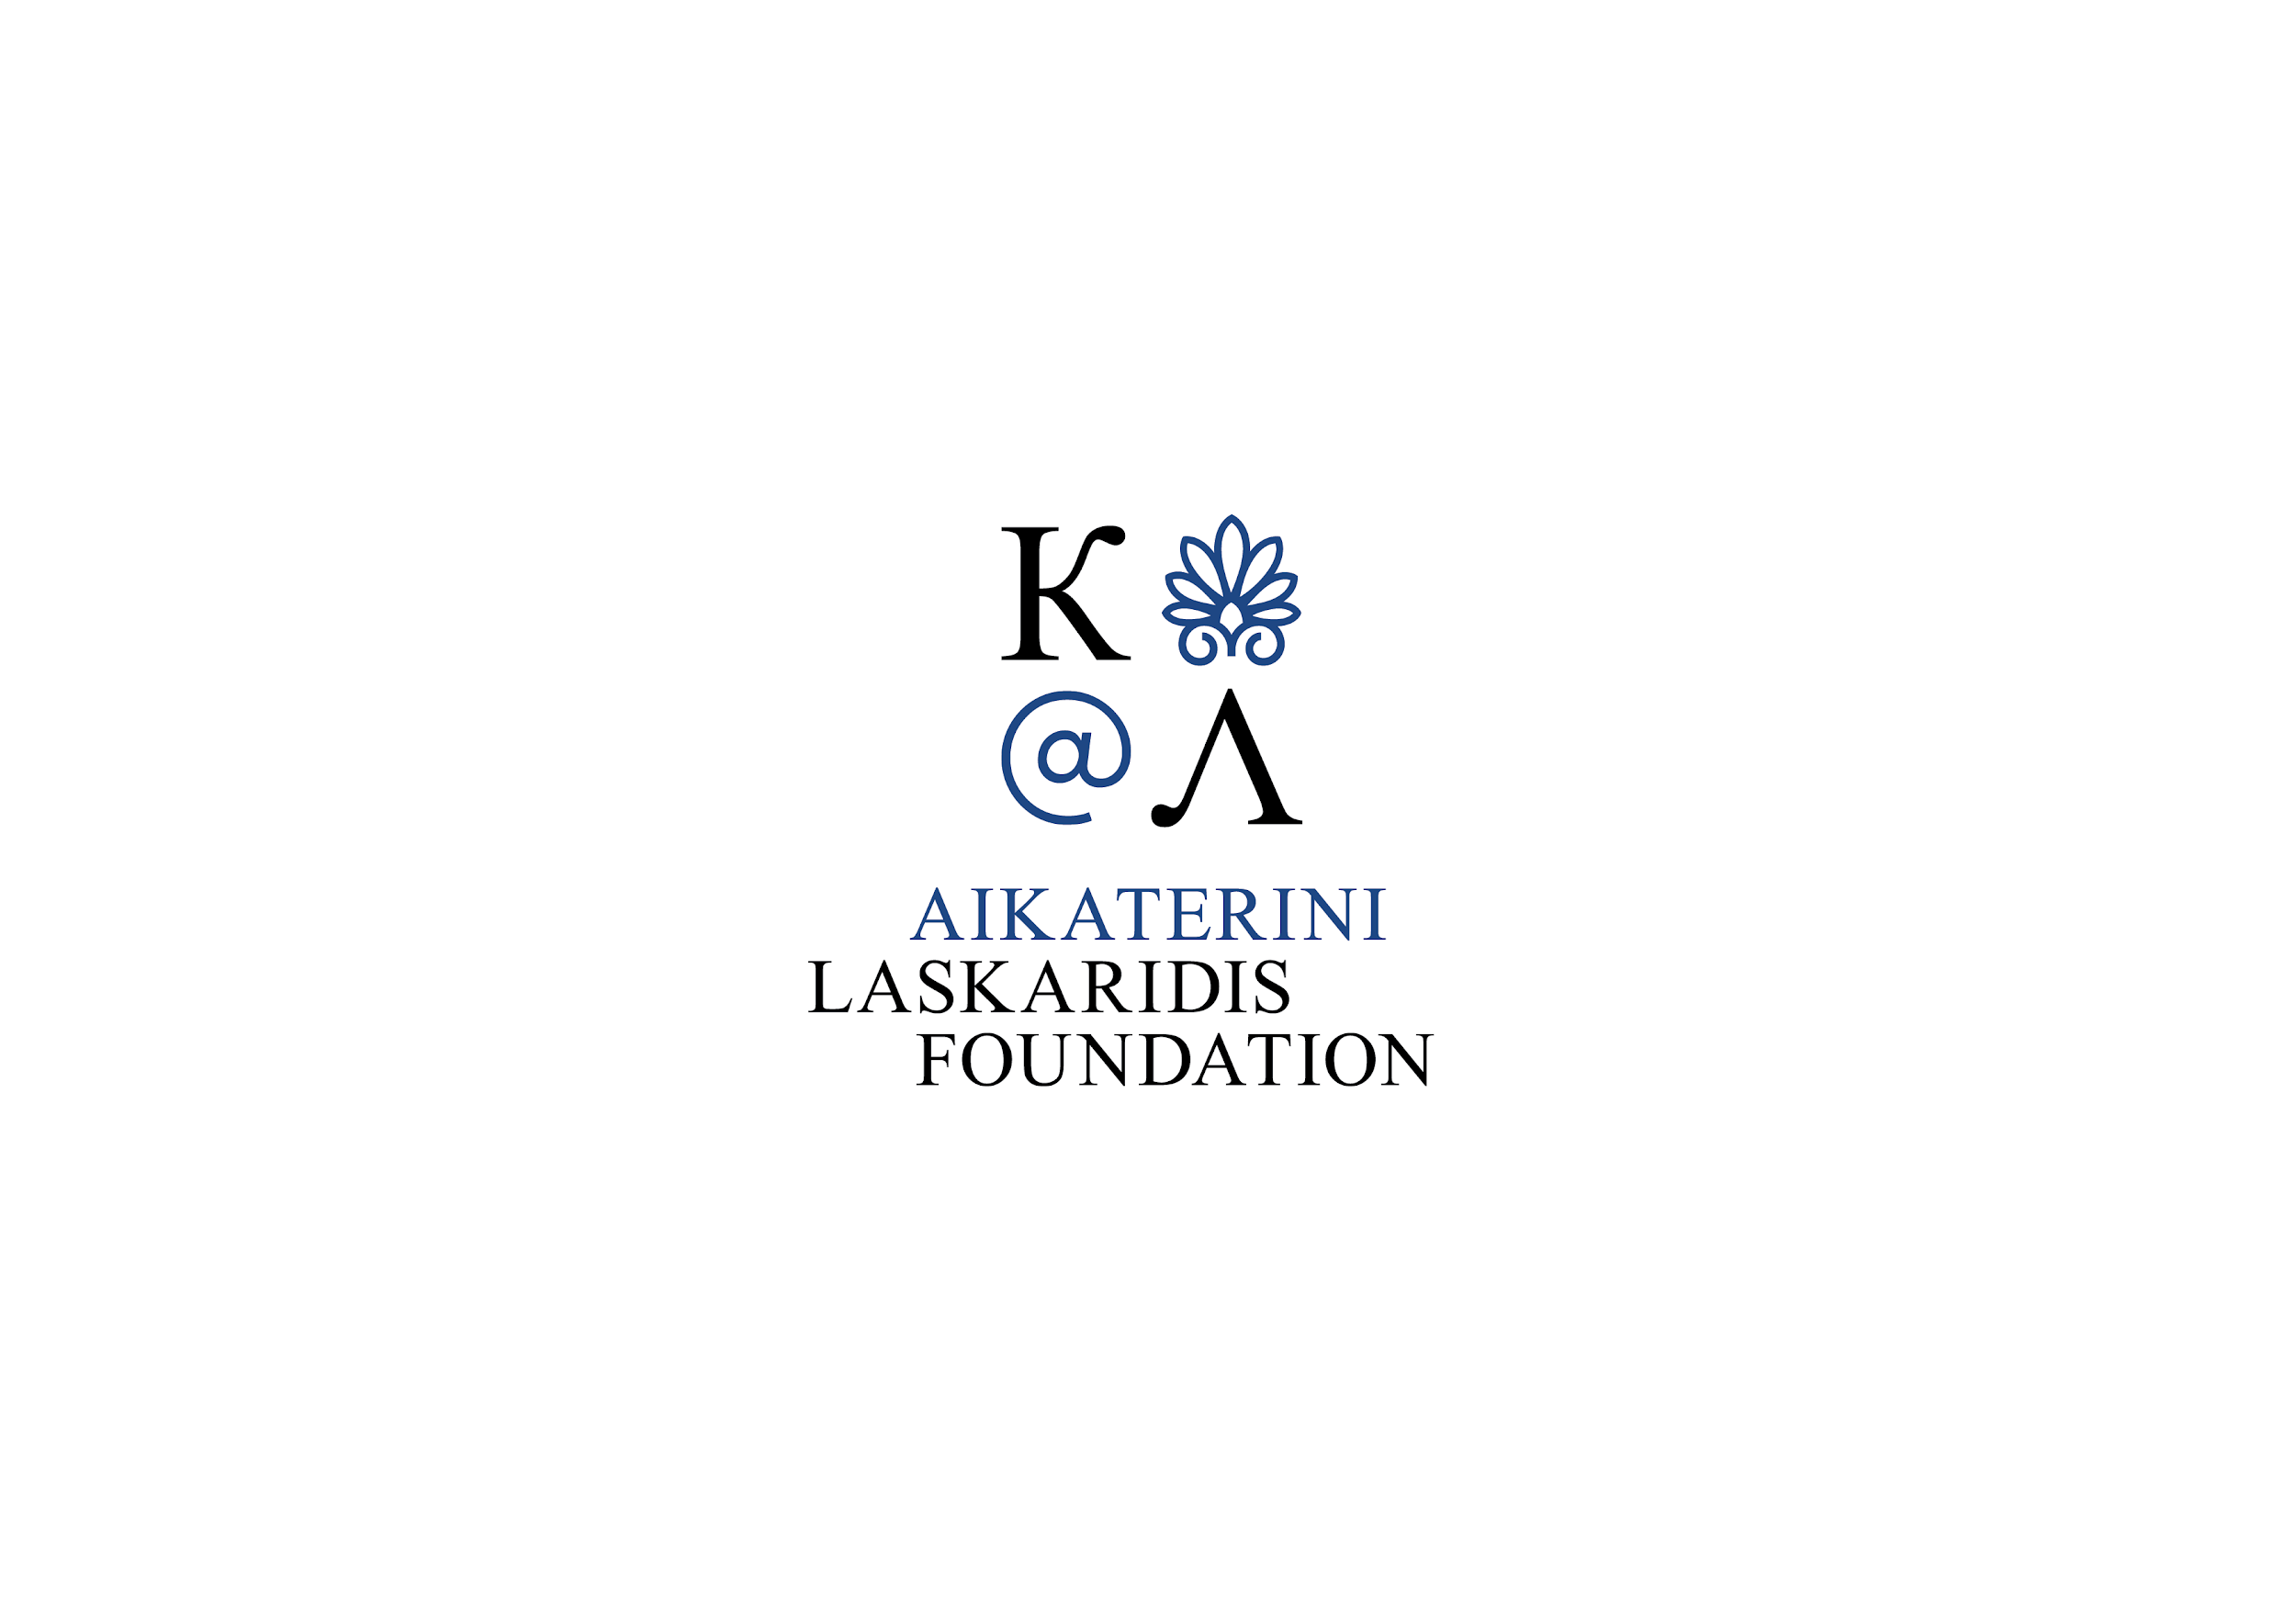 К
@ Λ
AIKATERINI
LASKARIDIS
FOUNDATION